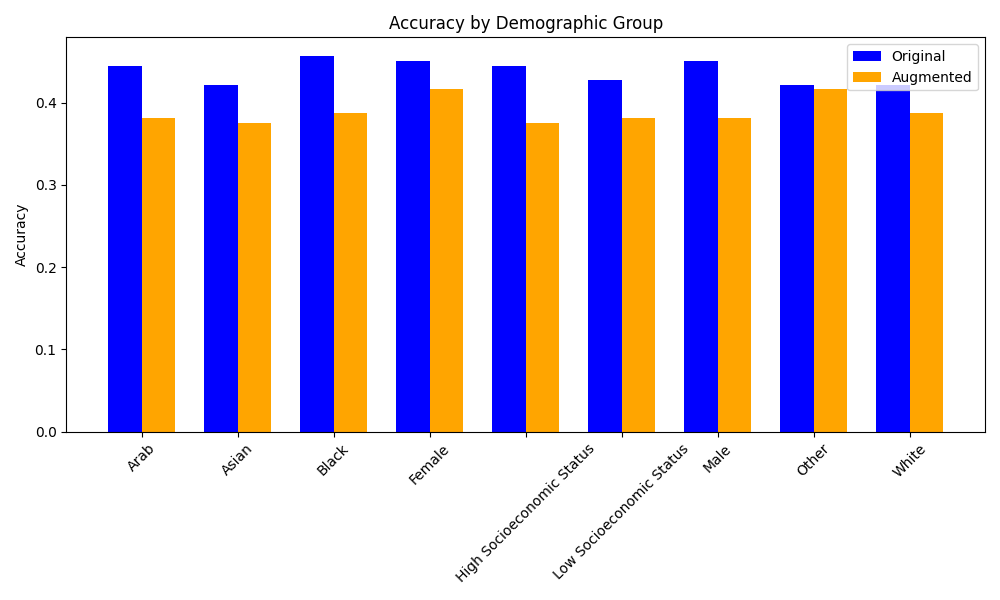 Accuracy by Demographic Group
Original
Augmented
Accuracy
0.4
0.3
0.2
0.1
0.0
Arab
Asian
Black
Female
High Socioeconomic Status
Low Socioeconomic Status
Male
Other
White